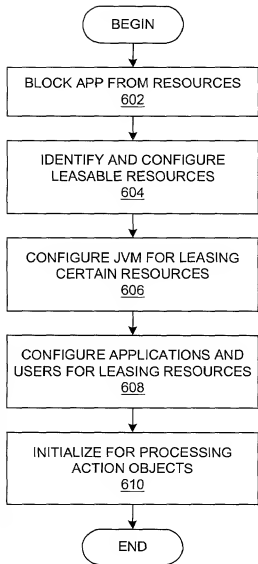 BEGIN
BLOCK APP FROM RESOURCES
602
IDENTIFY AND CONFIGURE
LEASABLE RESOURCES
604
CONFIGURE JVM FOR LEASING
CERTAIN RESOURCES
606
CONFIGURE APPLICATIONS AND
USERS FOR LEASING RESOURCES
608
INITIALIZE FOR PROCESSING
ACTION OBJECTS
610
END